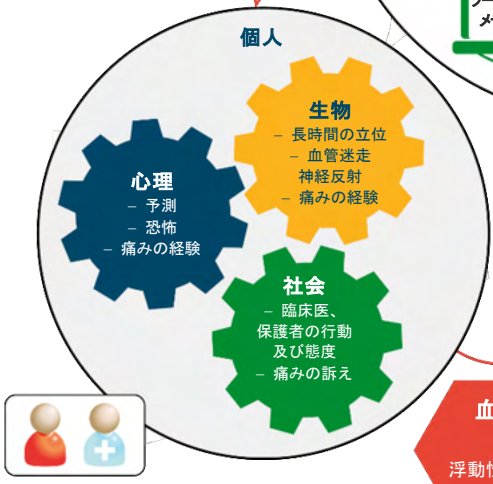 個人
生物
– 長時間の立位
– 血管迷走
神経反射
– 痛みの経験
心理
– 予測
– 恐怖
– 痛みの経験
社会
– 臨床医、
保護者の行動
及び態度
– 痛みの訴え
血
浮動性